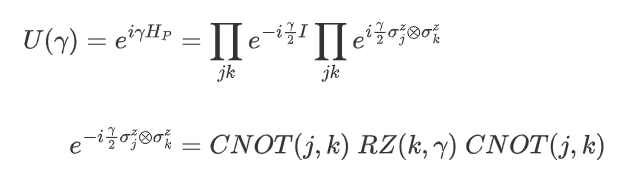 U(γ) = e^{iγH_P} = ∏_{jk} e^{-i\frac{γ}{2}I} ∏_{jk} e^{i\frac{γ}{2}σ_j^z⊗σ_k^z}
e^{-i\frac{γ}{2}σ_j^z⊗σ_k^z} = CNOT(j, k) RZ(k, γ) CNOT(j, k)